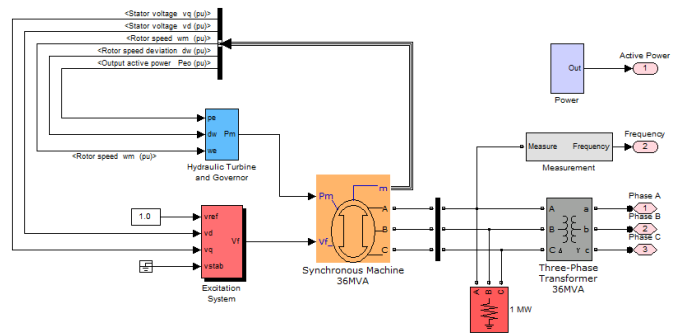 <Stator voltage vq (pu)>
<Stator voltage vd (pu)>
<Rotor speed wm (pu)>
<Rotor speed deviation dw (pu)>
<Output active power Peo (pu)>
Out
Power
Active Power
1
pe
dw
we
Pm
Hydraulic Turbine
and Governor
<Rotor speed wm (pu)>
Measure
Frequency
Measurement
Frequency
2
1.0
vref
vd
vq
vstab
Vf
Excitation
System
Pm
Vf
m
A
B
C
Synchronous Machine
36MVA
A
B
C
1 MW
A
B
C
a
b
c
Δ
Y
Three-Phase
Transformer
36MVA
Phase A
1
Phase B
2
Phase C
3